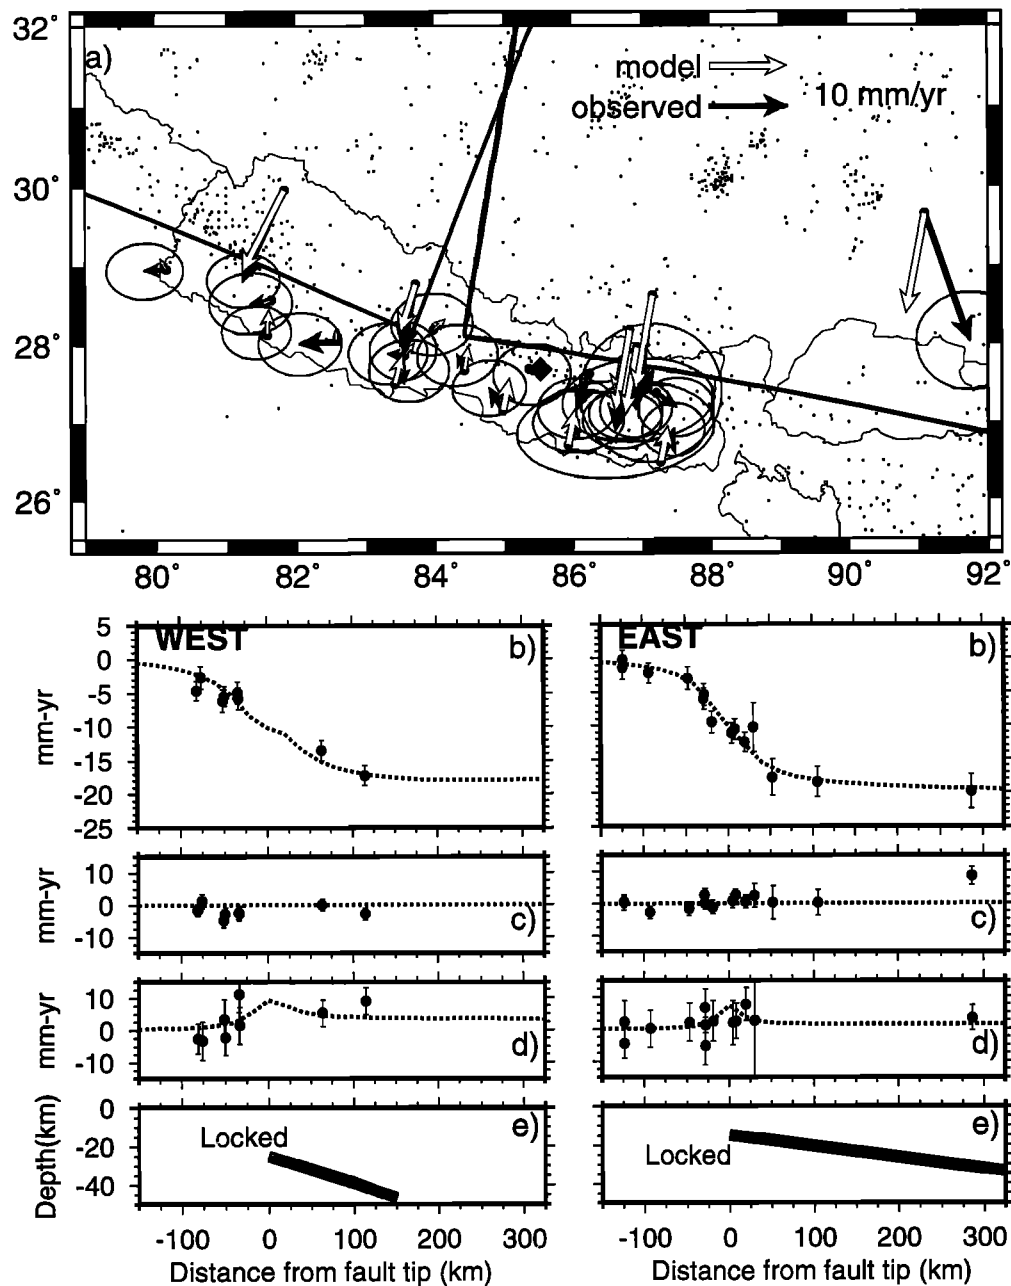 32°
a)
model
observed
10 mm/yr
30°
28°
26°
80° 82° 84° 86° 88° 90° 92°
WEST b)
EAST b)
5
0
-5
-10
-15
-20
-25
mm-yr
10
0
-10
mm-yr
c) c)
10
0
-10
mm-yr
d) d)
0
-20
-40
Depth(km)
Locked e)
Locked e)
-100 0 100 200 300
-100 0 100 200 300
Distance from fault tip (km)
Distance from fault tip (km)